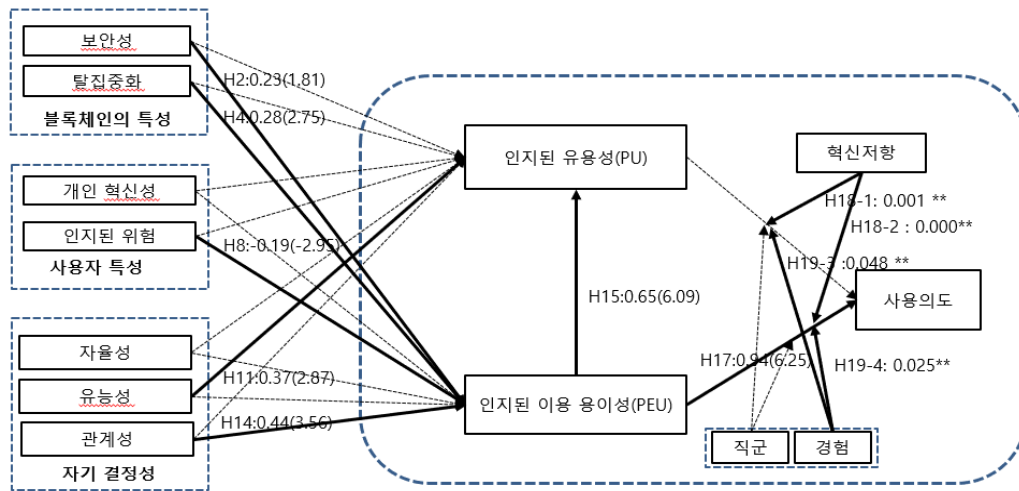 보안성
탈집중화
블록체인의 특성
H2:0.23(1.81)
H4:0.28(2.75)
개인 혁신성
인지된 위험
사용자 특성
H8:-0.19(-2.95)
자율성
유능성
관계성
자기 결정성
H11:0.37(2.87)
H14:0.44(3.56)
인지된 유용성(PU)
H15:0.65(6.09)
인지된 이용 용이성(PEU)
혁신저항
H18-1: 0.001 **
H18-2 : 0.000**
H19-3 :0.048 **
사용의도
H17:0.94(6.25)
H19-4: 0.025**
직군
경험